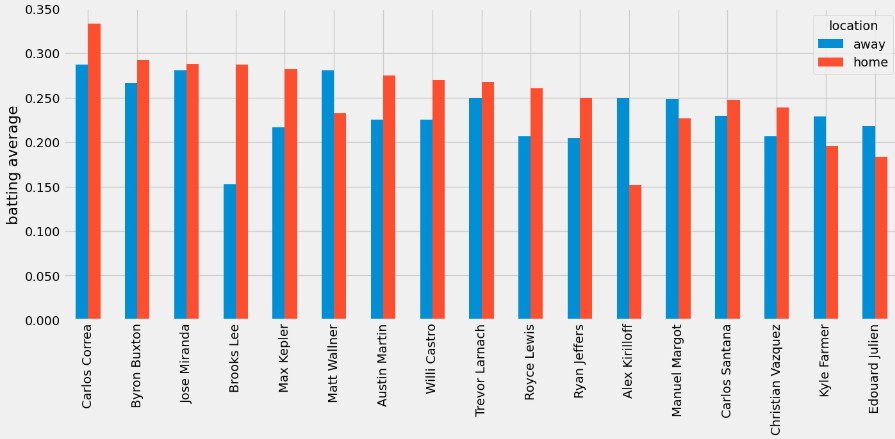 0.350
0.300
0.250
0.200
0.150
0.100
0.050
0.000
batting average
location
away
home
Carlos Correa
Byron Buxton
Jose Miranda
Brooks Lee
Max Kepler
Matt Wallner
Austin Martin
Willi Castro
Trevor Larnach
Royce Lewis
Ryan Jeffers
Alex Kirilloff
Manuel Margot
Carlos Santana
Christian Vazquez
Kyle Farmer
Edouard Julien